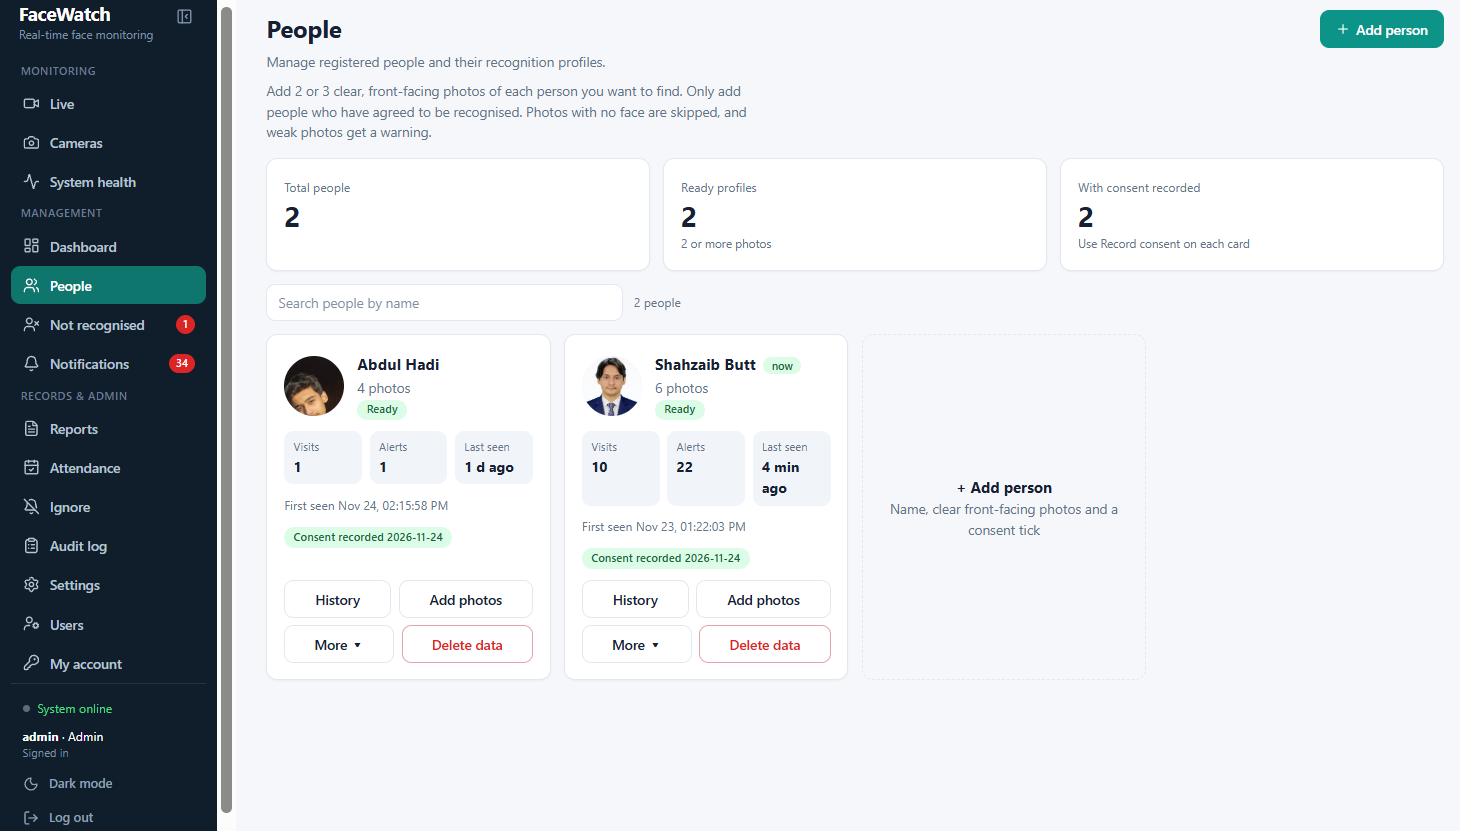 FaceWatch
Real-time face monitoring
MONITORING
Live
Cameras
System health
MANAGEMENT
Dashboard
People
Not recognised 1
Notifications 34
RECORDS & ADMIN
Reports
Attendance
Ignore
Audit log
Settings
Users
My account
System online
admin · Admin
Signed in
Dark mode
Log out
People
+ Add person
Manage registered people and their recognition profiles.
Add 2 or 3 clear, front-facing photos of each person you want to find. Only add
people who have agreed to be recognised. Photos with no face are skipped, and
weak photos get a warning.
Total people
2
Ready profiles
2
2 or more photos
With consent recorded
2
Use Record consent on each card
Search people by name
2 people
Abdul Hadi
4 photos
Ready
Visits
1
Alerts
1
Last seen
1 d ago
First seen Nov 24, 02:15:58 PM
Consent recorded 2026-11-24
History
Add photos
More ▾
Delete data
Shahzaib Butt now
6 photos
Ready
Visits
10
Alerts
22
Last seen
4 min
ago
First seen Nov 23, 01:22:03 PM
Consent recorded 2026-11-24
History
Add photos
More ▾
Delete data
+ Add person
Name, clear front-facing photos and a
consent tick